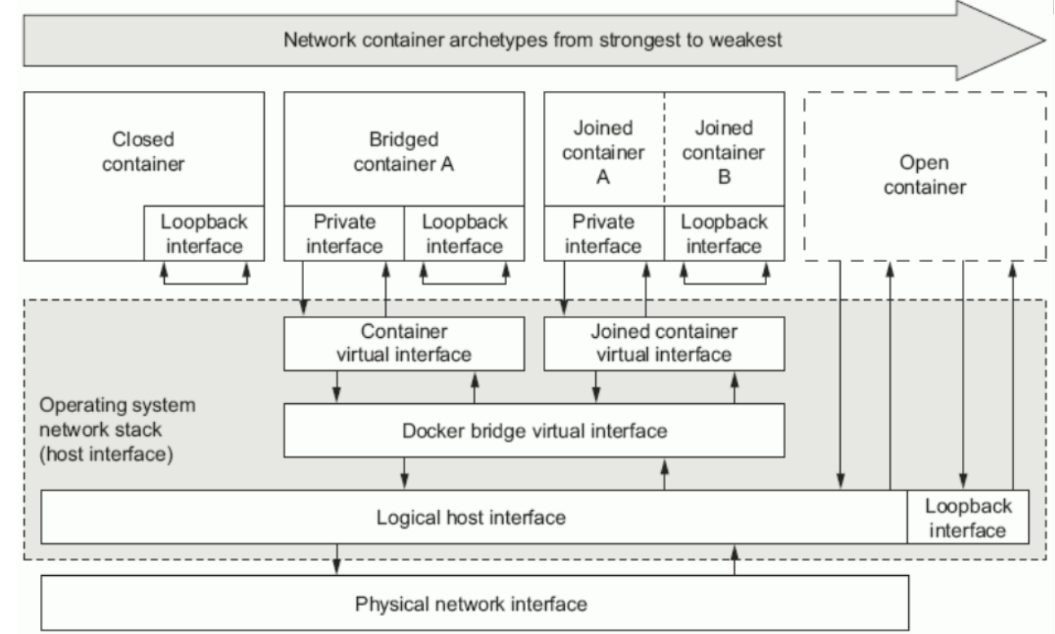 Network container archetypes from strongest to weakest
Closed
container
Loopback
interface
Bridged
container A
Private
interface
Loopback
interface
Joined
container
A
Joined
container
B
Private
interface
Loopback
interface
Open
container
Container
virtual interface
Joined container
virtual interface
Operating system
network stack
(host interface)
Docker bridge virtual interface
Logical host interface
Loopback
interface
Physical network interface